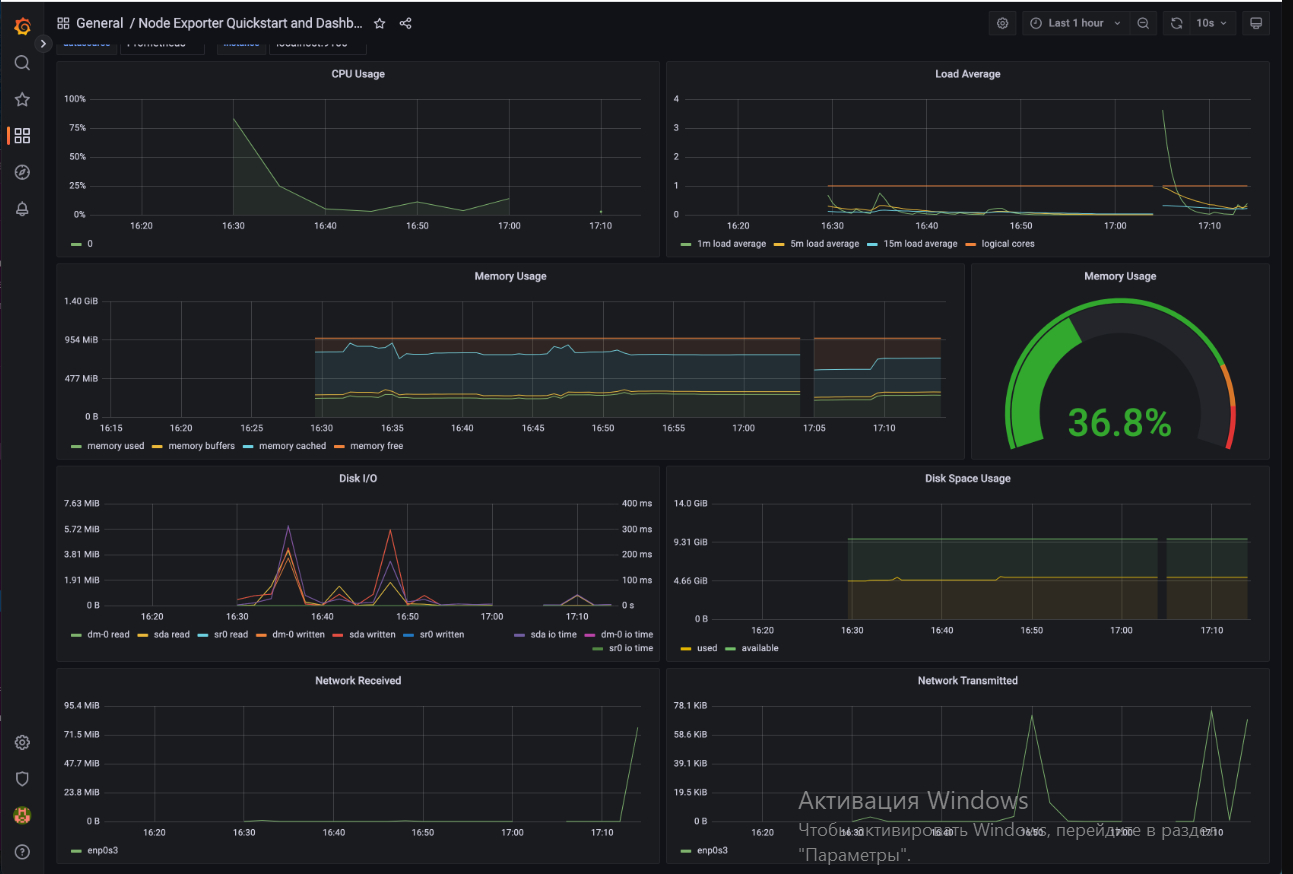 General / Node Exporter Quickstart and Dashb...
Last 1 hour
10s
datasource Prometheus instance localhost:9100
CPU Usage
100%
75%
50%
25%
0%
16:20 16:30 16:40 16:50 17:00 17:10
0
Load Average
4
3
2
1
0
16:20 16:30 16:40 16:50 17:00 17:10
1m load average 5m load average 15m load average logical cores
Memory Usage
1.40 GiB
954 MiB
477 MiB
0 B
16:15 16:20 16:25 16:30 16:35 16:40 16:45 16:50 16:55 17:00 17:05 17:10
memory used memory buffers memory cached memory free
Memory Usage
36.8%
Disk I/O
7.63 MiB 400 ms
5.72 MiB 300 ms
3.81 MiB 200 ms
1.91 MiB 100 ms
0 B 0 s
16:20 16:30 16:40 16:50 17:00 17:10
dm-0 read sda read sr0 read dm-0 written sda written sr0 written sda io time dm-0 io time
sr0 io time
Disk Space Usage
14.0 GiB
9.31 GiB
4.66 GiB
0 B
16:20 16:30 16:40 16:50 17:00 17:10
used available
Network Received
95.4 MiB
71.5 MiB
47.7 MiB
23.8 MiB
0 B
16:20 16:30 16:40 16:50 17:00 17:10
enp0s3
Network Transmitted
78.1 KiB
58.6 KiB
39.1 KiB
19.5 KiB
0 B
16:20 16:30 16:40 16:50 17:00 17:10
enp0s3
Активация Windows
Чтобы активировать Windows, перейдите в раздел
"Параметры".